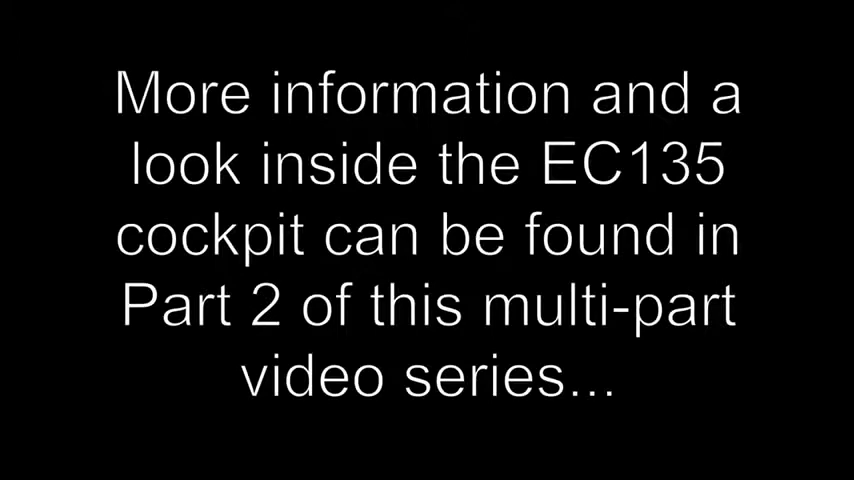 More information and a
look inside the EC135
cockpit can be found in
Part 2 of this multi-part
video series...